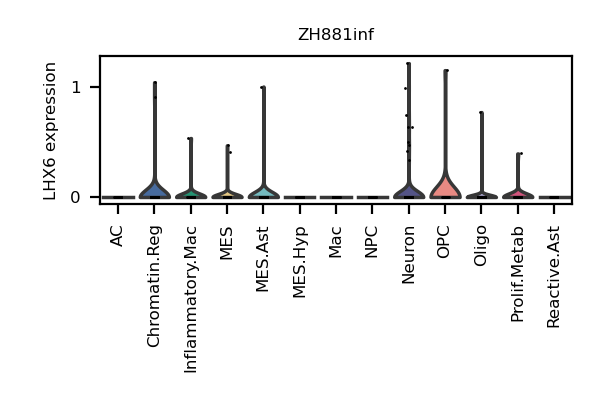 ZH881inf
LHX6 expression
1
0
AC
Chromatin.Reg
Inflammatory.Mac
MES
MES.Ast
MES.Hyp
Mac
NPC
Neuron
OPC
Oligo
Prolif.Metab
Reactive.Ast